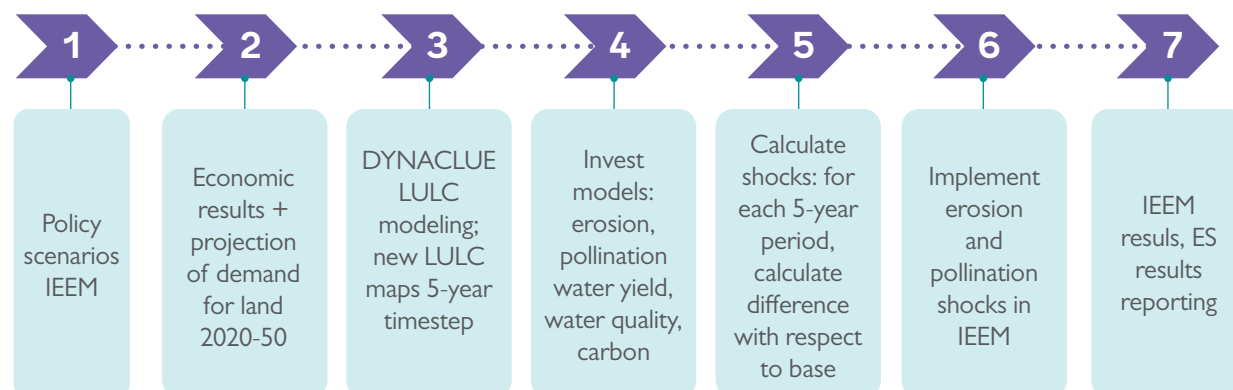 1
2
3
4
5
6
7
Policy
scenarios
IEEM
Economic
results +
projection
of demand
for land
2020-50
DYNACLUE
LULC
modeling;
new LULC
maps 5-year
timestep
Invest
models:
erosion,
pollination
water yield,
water quality,
carbon
Calculate
shocks: for
each 5-year
period,
calculate
difference
with respect
to base
Implement
erosion
and
pollination
shocks in
IEEM
IEEM
resuls, ES
results
reporting